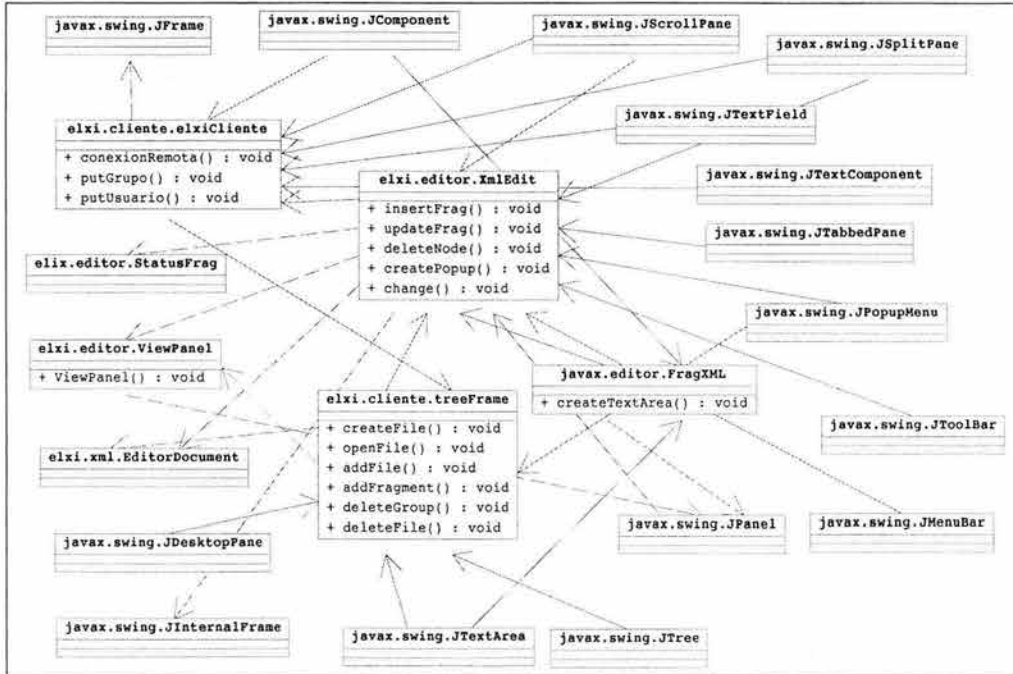 javax.swing.JFrame
javax.swing.JComponent
javax.swing.JScrollPane
javax.swing.JSplitPane
elxi.cliente.elxiCliente
+ conexionRemota() : void
+ putGrupo() : void
+ putUsuario() : void
javax.swing.JTextField
elxi.editor.XmlEdit
+ insertFrag() : void
+ updateFrag() : void
+ deleteNode() : void
+ createPopup() : void
+ change() : void
javax.swing.JTextComponent
javax.swing.JTabbedPane
elix.editor.StatusFrag
javax.swing.JPopupMenu
elxi.editor.ViewPanel
+ ViewPanel() : void
javax.editor.FragXML
+ createTextArea() : void
elxi.cliente.treeFrame
+ createFile() : void
+ openFile() : void
+ addFile() : void
+ addFragment() : void
+ deleteGroup() : void
+ deleteFile() : void
javax.swing.JToolBar
elxi.xml.EditorDocument
javax.swing.JPanel
javax.swing.JMenuBar
javax.swing.JDesktopPane
javax.swing.JInternalFrame
javax.swing.JTextArea
javax.swing.JTree